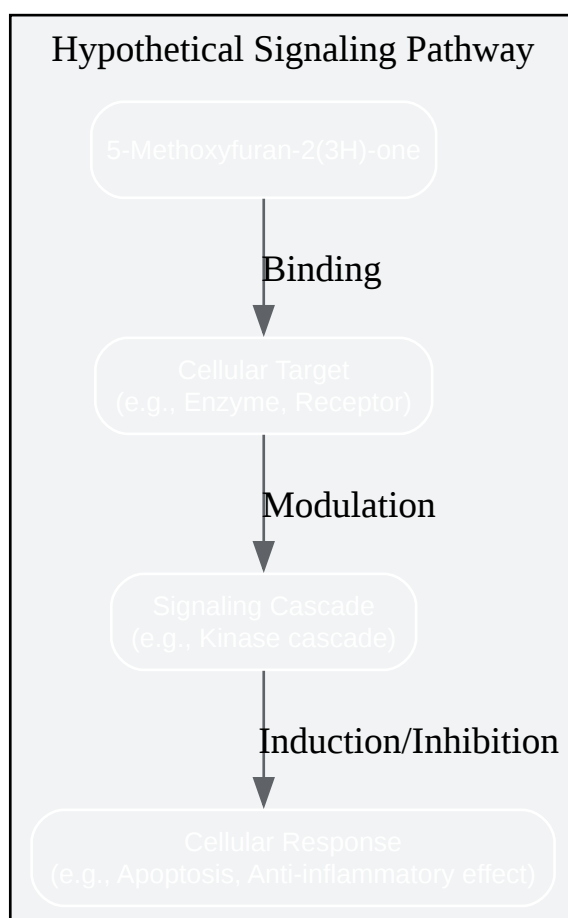 Hypothetical Signaling Pathway
5-Methoxyfuran-2(3H)-one
Binding
Cellular Target
(e.g., Enzyme, Receptor)
Modulation
Signaling Cascade
(e.g., Kinase cascade)
Induction/Inhibition
Cellular Response
(e.g., Apoptosis, Anti-inflammatory effect)